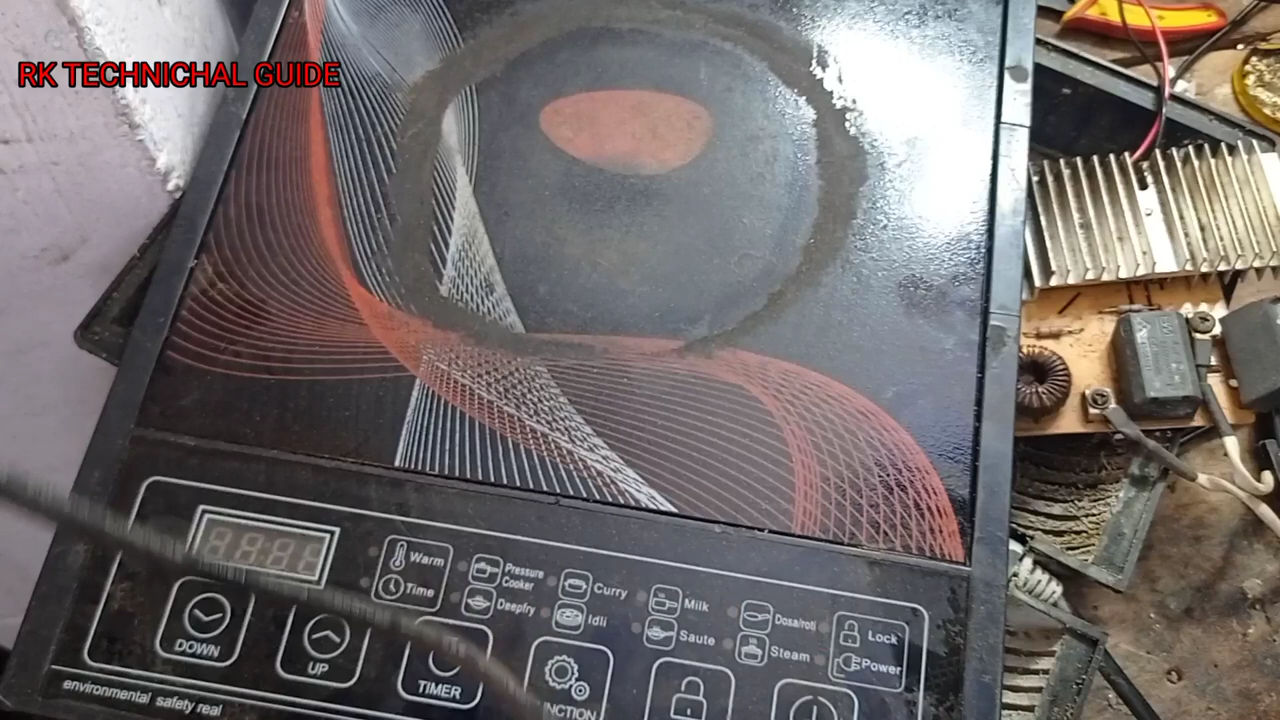 RK TECHNICHAL GUIDE
Warm
Time
Pressure
Cooker
Deepfry
Curry
Idli
Milk
Saute
Dosa/roti
Steam
Lock
Power
DOWN
UP
TIMER
NCTION
environmental safety real